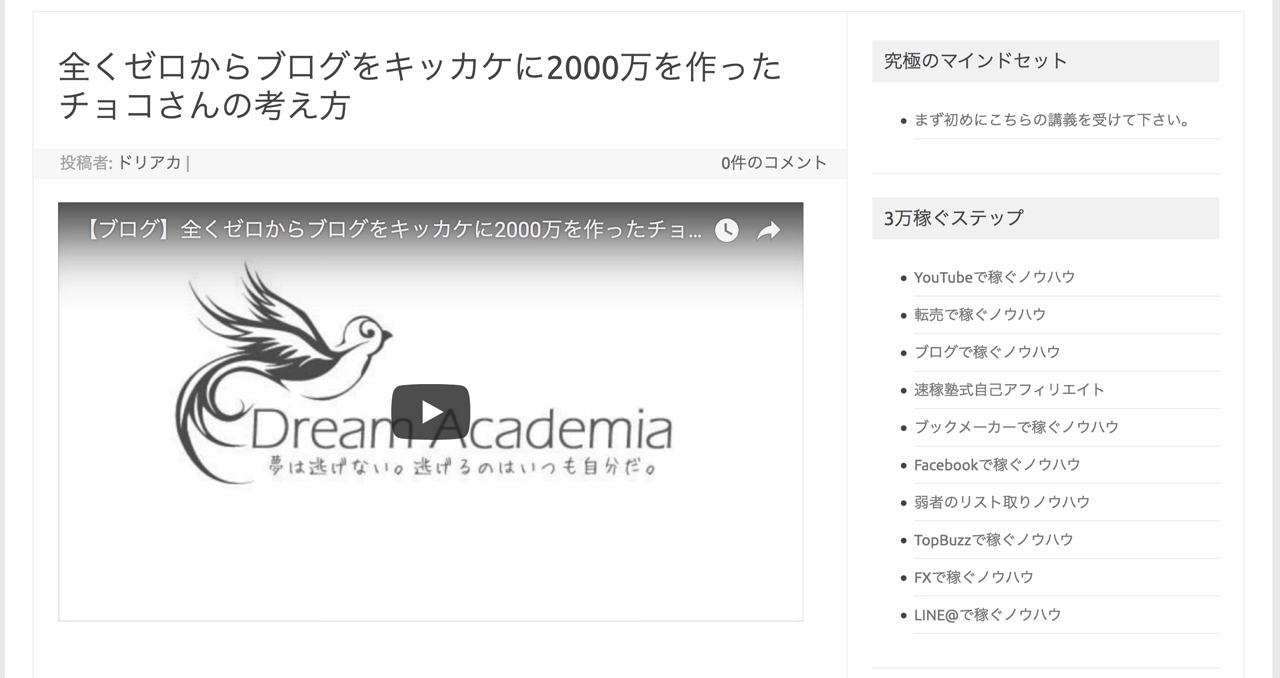 全くゼロからブログをキッカケに2000万を作った
チョコさんの考え方
投稿者: ドリアカ |
0件のコメント
【ブログ】全くゼロからブログをキッカケに2000万を作ったチョ...
Dream Academia
夢は逃げない。逃げるのはいつも自分だ。
究極のマインドセット
まず初めにこちらの講義を受けて下さい。
3万稼ぐステップ
YouTubeで稼ぐノウハウ
転売で稼ぐノウハウ
ブログで稼ぐノウハウ
速稼塾式自己アフィリエイト
ブックメーカーで稼ぐノウハウ
Facebookで稼ぐノウハウ
弱者のリスト取りノウハウ
TopBuzzで稼ぐノウハウ
FXで稼ぐノウハウ
LINE@で稼ぐノウハウ